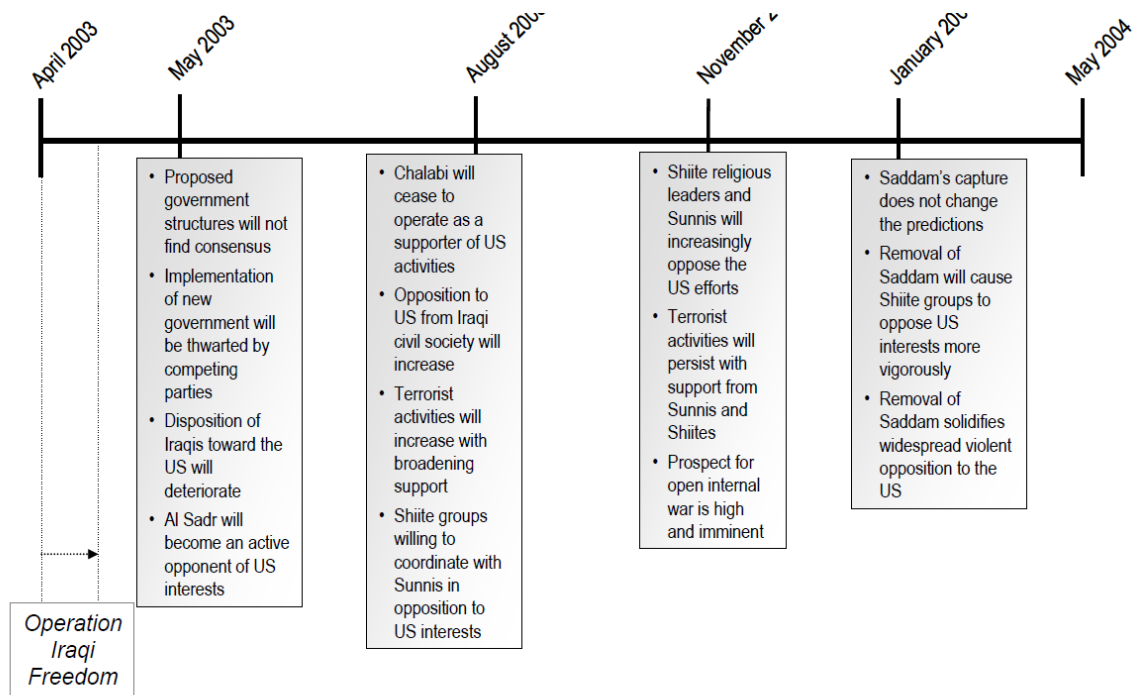 April 2003
May 2003
August 200
November 2
January 200
May 2004
• Proposed
government
structures will not
find consensus
• Implementation
of new
government will
be thwarted by
competing
parties
• Disposition of
Iraqis toward the
US will
deteriorate
• Al Sadr will
become an active
opponent of US
interests
• Chalabi will
cease to
operate as a
supporter of US
activities
• Opposition to
US from Iraqi
civil society will
increase
• Terrorist
activities will
increase with
broadening
support
• Shiite groups
willing to
coordinate with
Sunnis in
opposition to
US interests
• Shiite religious
leaders and
Sunnis will
increasingly
oppose the
US efforts
• Terrorist
activities will
persist with
support from
Sunnis and
Shiites
• Prospect for
open internal
war is high
and imminent
• Saddam’s capture
does not change
the predictions
• Removal of
Saddam will cause
Shiite groups to
oppose US
interests more
vigorously
• Removal of
Saddam solidifies
widespread violent
opposition to the
US
Operation
Iraqi
Freedom